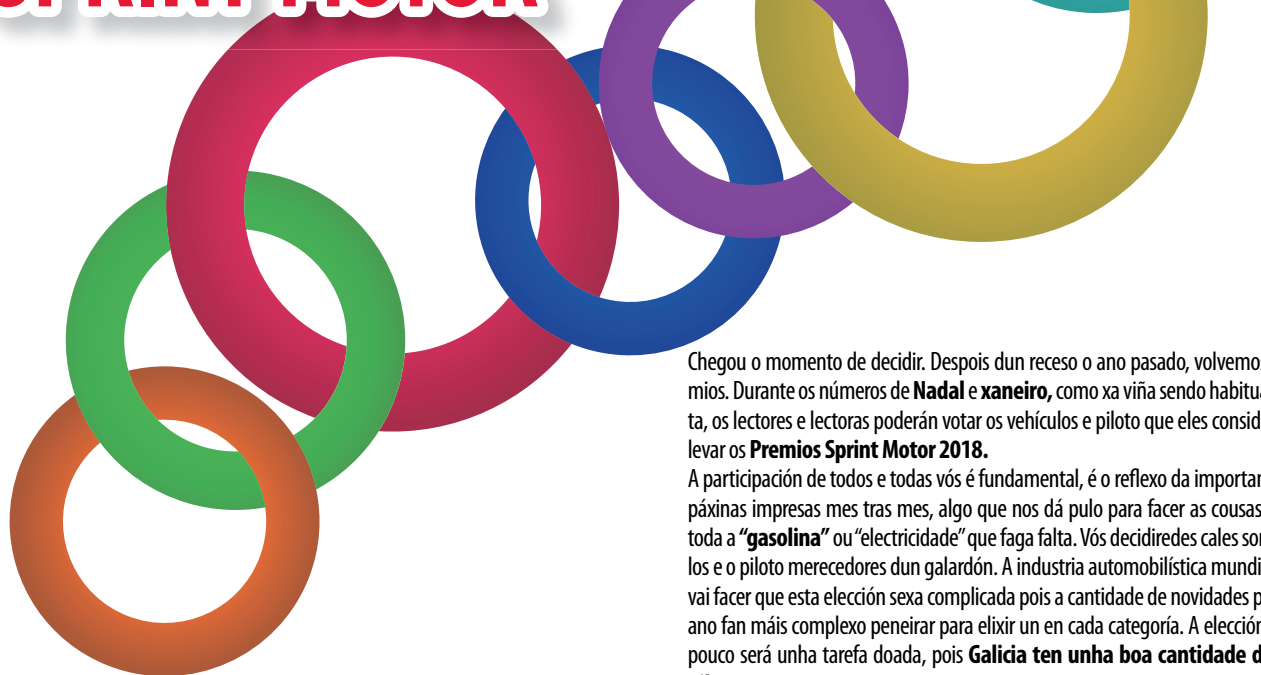 SPRINT MOTOR
Chegou o momento de decidir. Despois dun receso o ano pasado, volvemos
mios. Durante os números de Nadal e xaneiro, como xa viña sendo habitua
ta, os lectores e lectoras poderán votar os vehículos e piloto que eles consid
levar os Premios Sprint Motor 2018.
A participación de todos e todas vós é fundamental, é o reflexo da importan
páxinas impresas mes tras mes, algo que nos dá pulo para facer as cousas
toda a "gasolina" ou "electricidade" que faga falta. Vós decidiredes cales son
los e o piloto merecedores dun galardón. A industria automobilística mundi
vai facer que esta elección sexa complicada pois a cantidade de novidades p
ano fan máis complexo peneirar para elixir un en cada categoría. A elección
pouco será unha tarefa doada, pois Galicia ten unha boa cantidade d